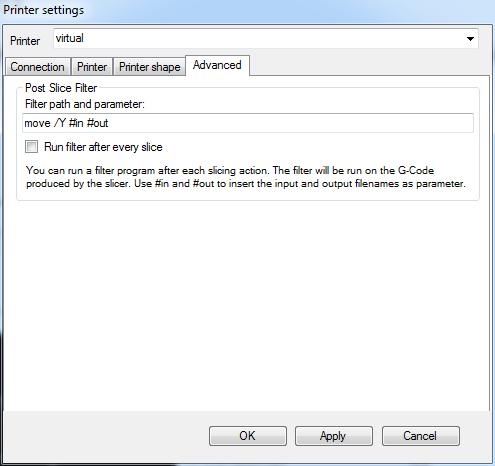 Printer settings
Printer virtual
Connection Printer Printer shape Advanced
Post Slice Filter
Filter path and parameter:
move /Y #in #out
Run filter after every slice
You can run a filter program after each slicing action. The filter will be run on the G-Code
produced by the slicer. Use #in and #out to insert the input and output filenames as parameter.
OK Apply Cancel